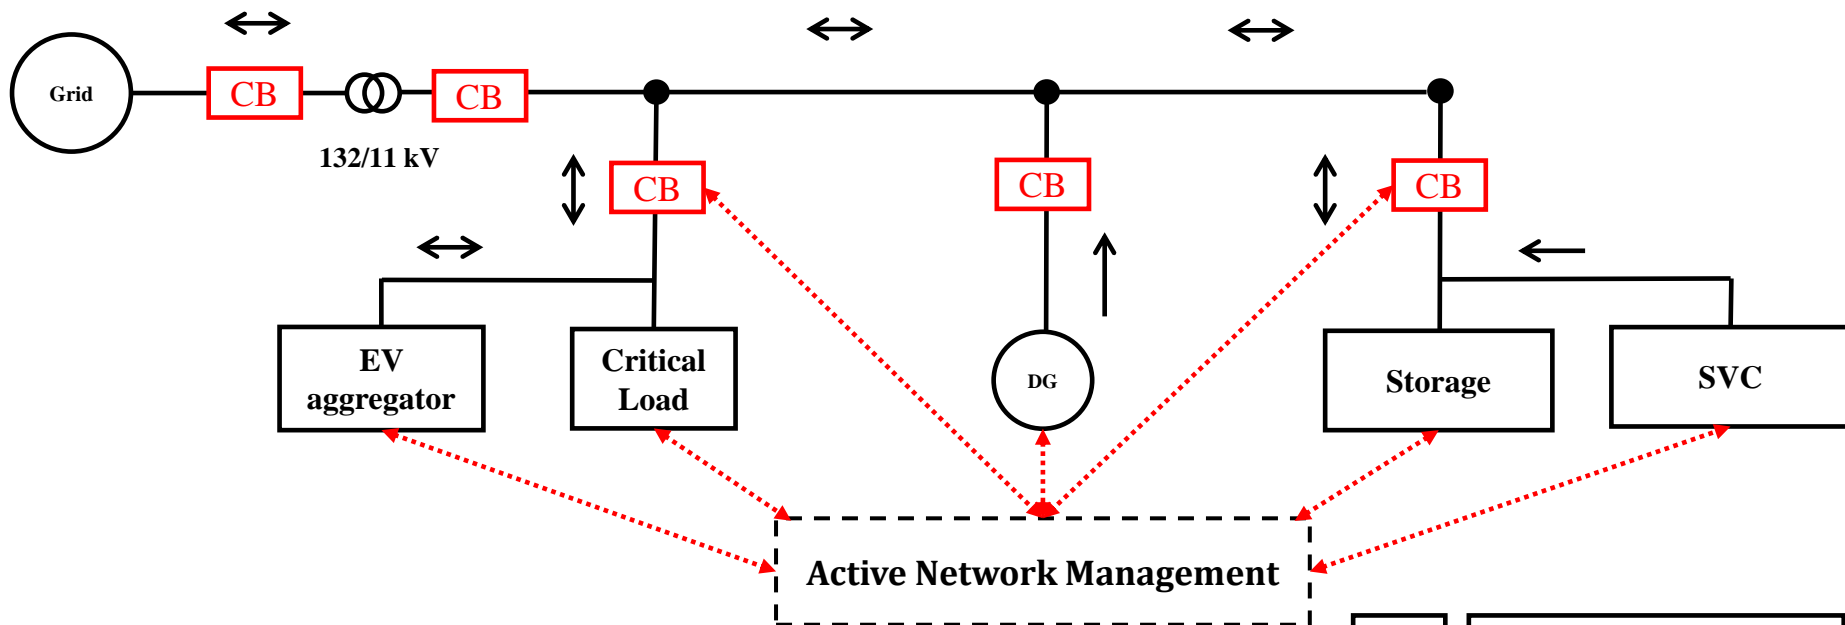 Grid
CB
CB
132/11 kV
CB
CB
CB
EV
aggregator
Critical
Load
DG
Storage
SVC
Active Network Management